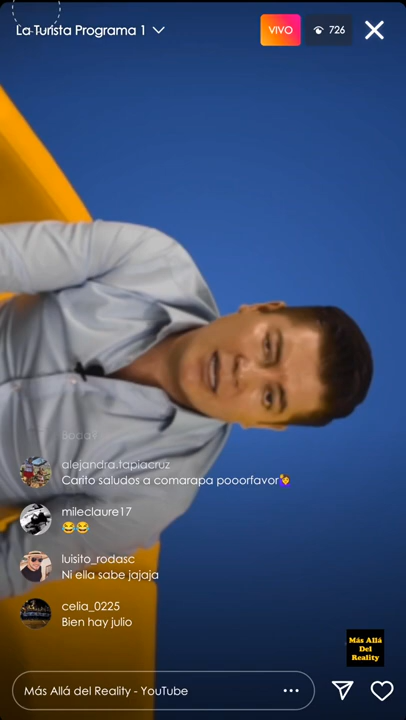 La Turista Programa 1
VIVO
726
alejandra.tapiacruz
Carito saludos a comarapa pooorfavor🙋‍♀️
mileclaure17
😂😂
luisito_rodasc
Ni ella sabe jajaja
celia_0225
Bien hay julio
Más Allá
Del
Reality
Más Allá del Reality - YouTube